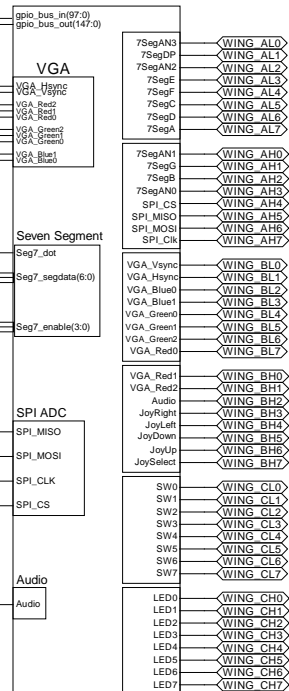 gpio_bus_in(97:0)
gpio_bus_out(147:0)
VGA
VGA_Hsync
VGA_Vsync
VGA_Red2
VGA_Red1
VGA_Red0
VGA_Green2
VGA_Green1
VGA_Green0
VGA_Blue1
VGA_Blue0
Seven Segment
Seg7_dot
Seg7_segdata(6:0)
Seg7_enable(3:0)
SPI ADC
SPI_MISO
SPI_MOSI
SPI_CLK
SPI_CS
Audio
Audio
7SegAN3 WING_AL0
7SegDP WING_AL1
7SegAN2 WING_AL2
7SegE WING_AL3
7SegF WING_AL4
7SegC WING_AL5
7SegD WING_AL6
7SegA WING_AL7
7SegAN1 WING_AH0
7SegG WING_AH1
7SegB WING_AH2
7SegAN0 WING_AH3
SPI_CS WING_AH4
SPI_MISO WING_AH5
SPI_MOSI WING_AH6
SPI_Clk WING_AH7
VGA_Vsync WING_BL0
VGA_Hsync WING_BL1
VGA_Blue0 WING_BL2
VGA_Blue1 WING_BL3
VGA_Green0 WING_BL4
VGA_Green1 WING_BL5
VGA_Green2 WING_BL6
VGA_Red0 WING_BL7
VGA_Red1 WING_BH0
VGA_Red2 WING_BH1
Audio WING_BH2
JoyRight WING_BH3
JoyLeft WING_BH4
JoyDown WING_BH5
JoyUp WING_BH6
JoySelect WING_BH7
SW0 WING_CL0
SW1 WING_CL1
SW2 WING_CL2
SW3 WING_CL3
SW4 WING_CL4
SW5 WING_CL5
SW6 WING_CL6
SW7 WING_CL7
LED0 WING_CH0
LED1 WING_CH1
LED2 WING_CH2
LED3 WING_CH3
LED4 WING_CH4
LED5 WING_CH5
LED6 WING_CH6
LED7 WING_CH7